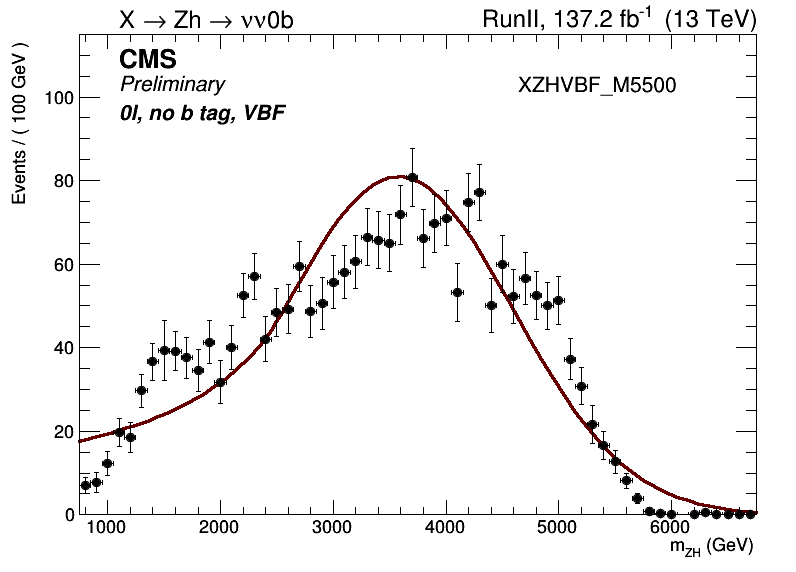 X → Zh → νν0b
RunII, 137.2 fb⁻¹ (13 TeV)
CMS
Preliminary
0l, no b tag, VBF
XZHVBF_M5500
Events / ( 100 GeV )
100
80
60
40
20
0
1000 2000 3000 4000 5000 6000
m_ZH (GeV)